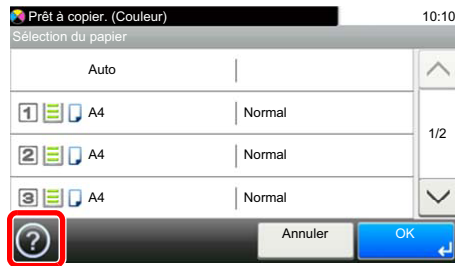 Prêt à copier. (Couleur) 10:10
Sélection du papier
Auto
1 A4 Normal
2 A4 Normal
3 A4 Normal
1/2
? Annuler OK